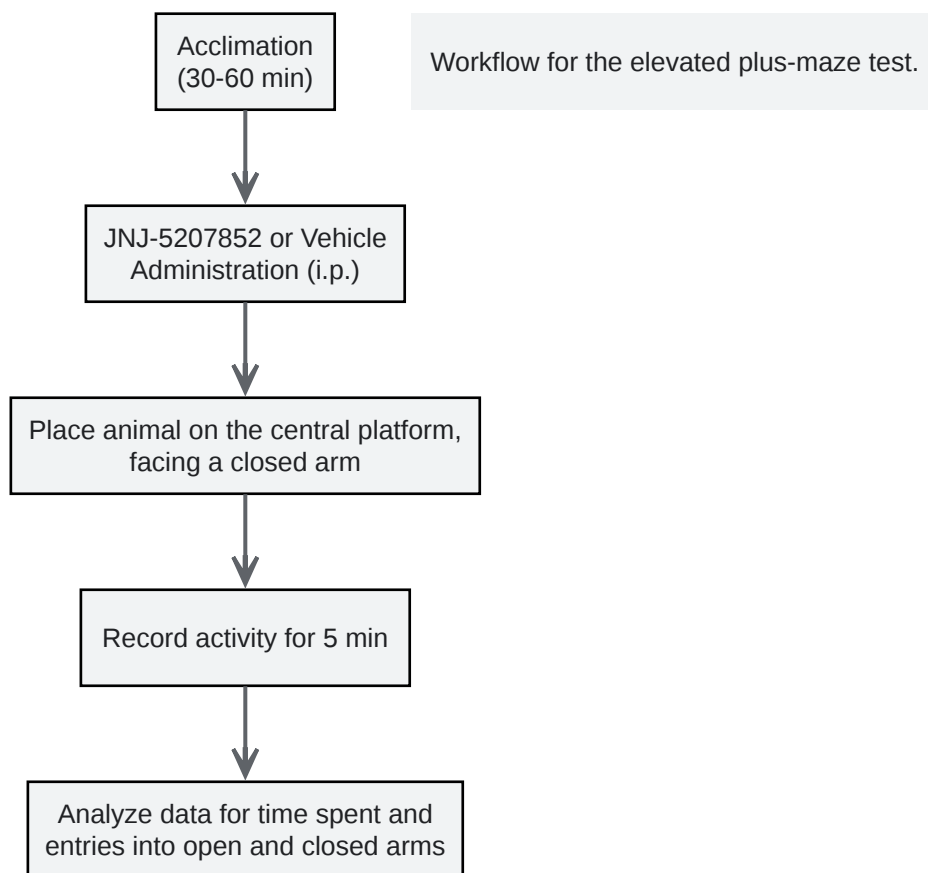 Acclimation
(30-60 min)
Workflow for the elevated plus-maze test.
JNJ-5207852 or Vehicle
Administration (i.p.)
Place animal on the central platform,
facing a closed arm
Record activity for 5 min
Analyze data for time spent and
entries into open and closed arms